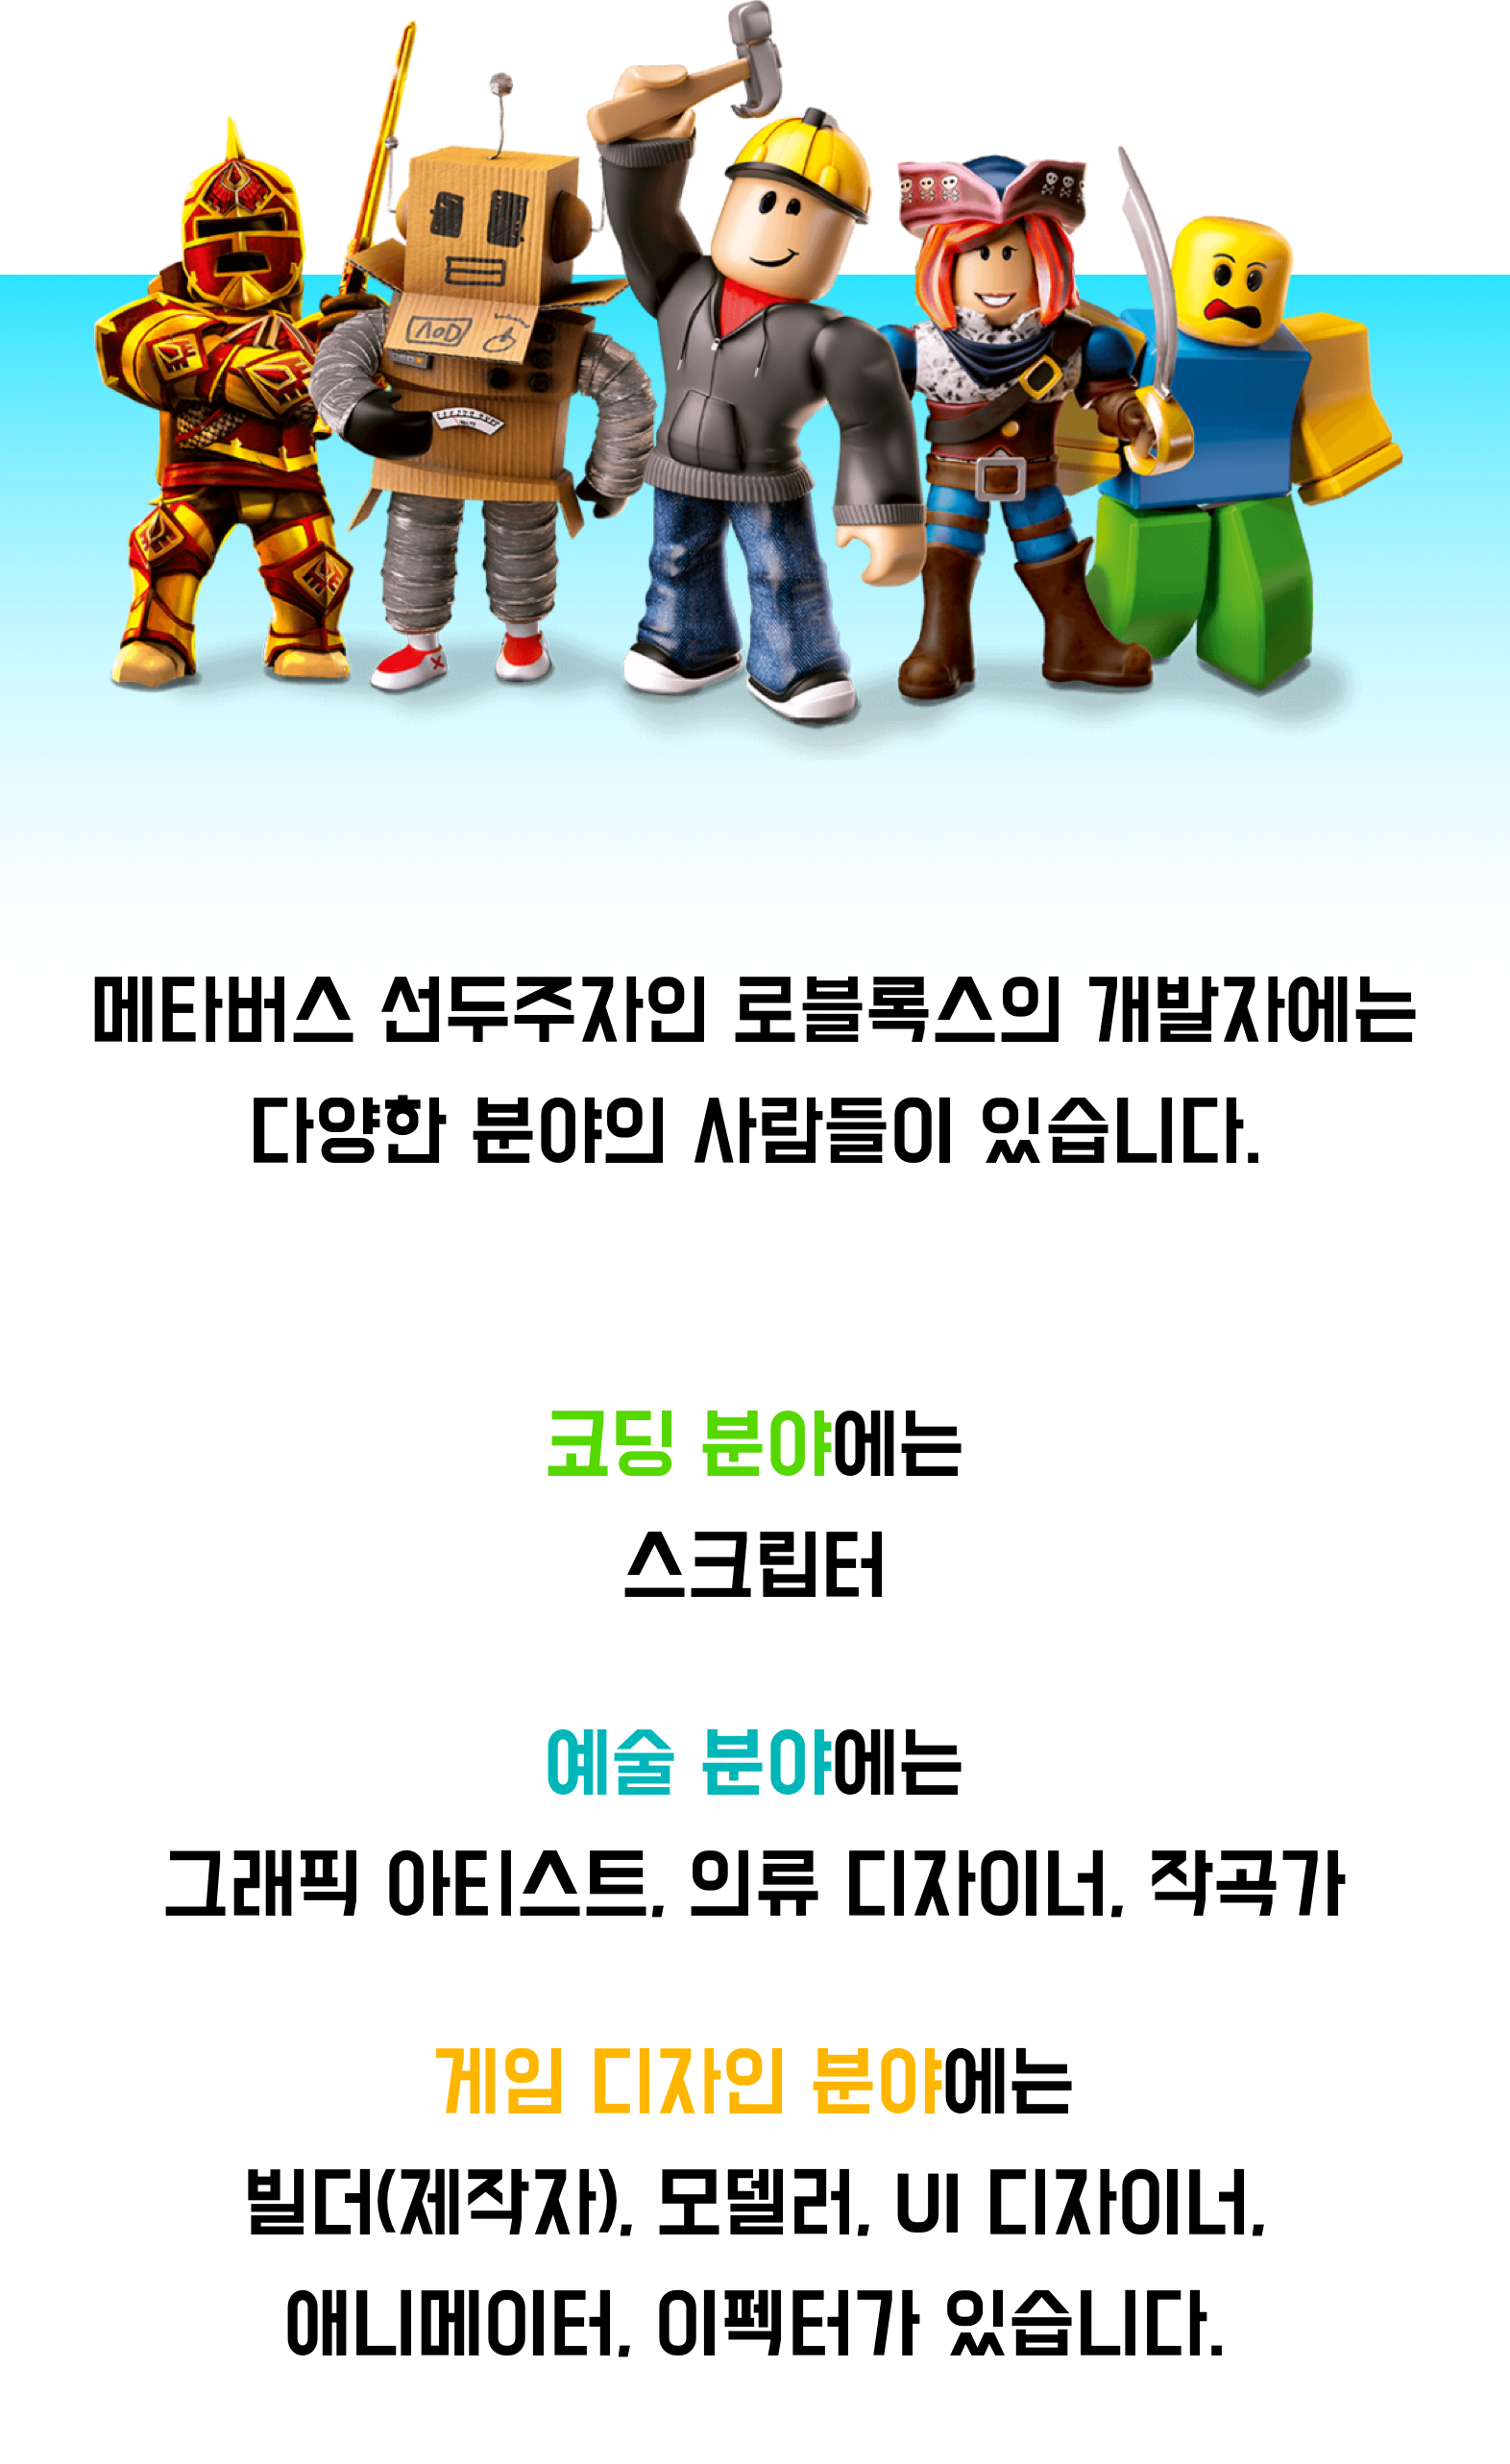 메타버스 선두주자인 로블록스의 개발자에는
다양한 분야의 사람들이 있습니다.
코딩 분야에는
스크립터
예술 분야에는
그래픽 아티스트, 의류 디자이너, 작곡가
게임 디자인 분야에는
빌더(제작자), 모델러, UI 디자이너,
애니메이터, 이펙터가 있습니다.